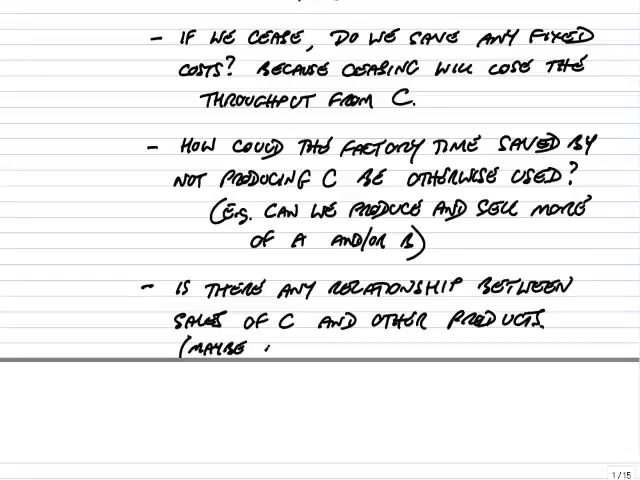 - IF WE CEASE, DO WE SAVE ANY FIXED
COSTS? BECAUSE CEASING WILL LOSE THE
THROUGHPUT FROM C.
- HOW COULD THE FACTORY TIME SAVED BY
NOT PRODUCING C BE OTHERWISE USED?
(E.g. CAN WE PRODUCE AND SELL MORE
OF A AND/OR B)
- IS THERE ANY RELATIONSHIP BETWEEN
SALES OF C AND OTHER PRODUCTS.
(MAYBE
1 / 15